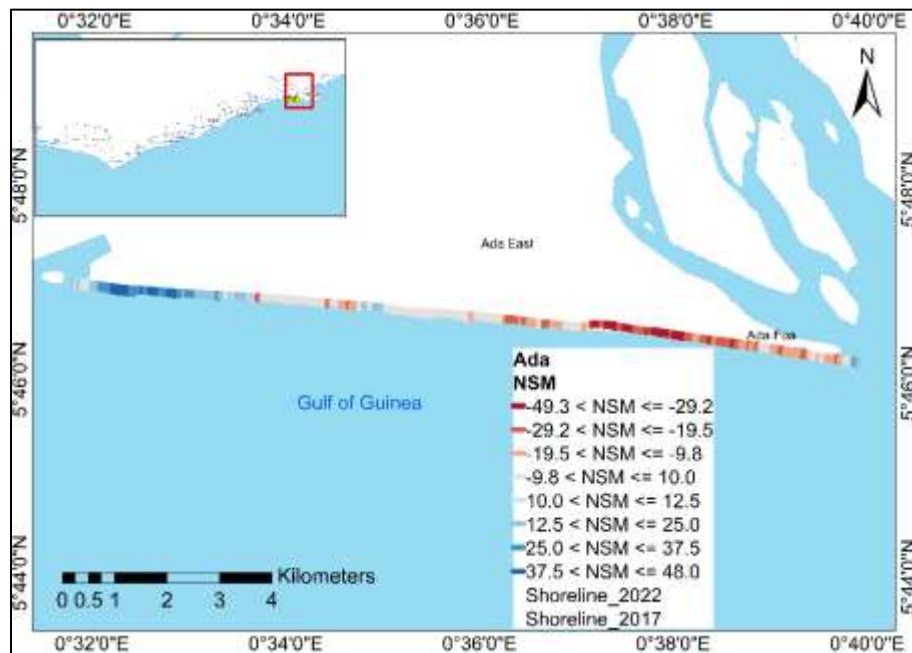 0°32'0"E 0°34'0"E 0°36'0"E 0°38'0"E 0°40'0"E
N
5°48'0"N
5°48'0"N
Ada East
Ada Foa
5°46'0"N
5°46'0"N
Gulf of Guinea
Ada
NSM
-49.3 < NSM <= -29.2
-29.2 < NSM <= -19.5
-19.5 < NSM <= -9.8
-9.8 < NSM <= 10.0
10.0 < NSM <= 12.5
12.5 < NSM <= 25.0
25.0 < NSM <= 37.5
37.5 < NSM <= 48.0
Shoreline_2022
Shoreline_2017
Kilometers
0 0.5 1 2 3 4
5°44'0"N
5°44'0"N
0°32'0"E 0°34'0"E 0°36'0"E 0°38'0"E 0°40'0"E